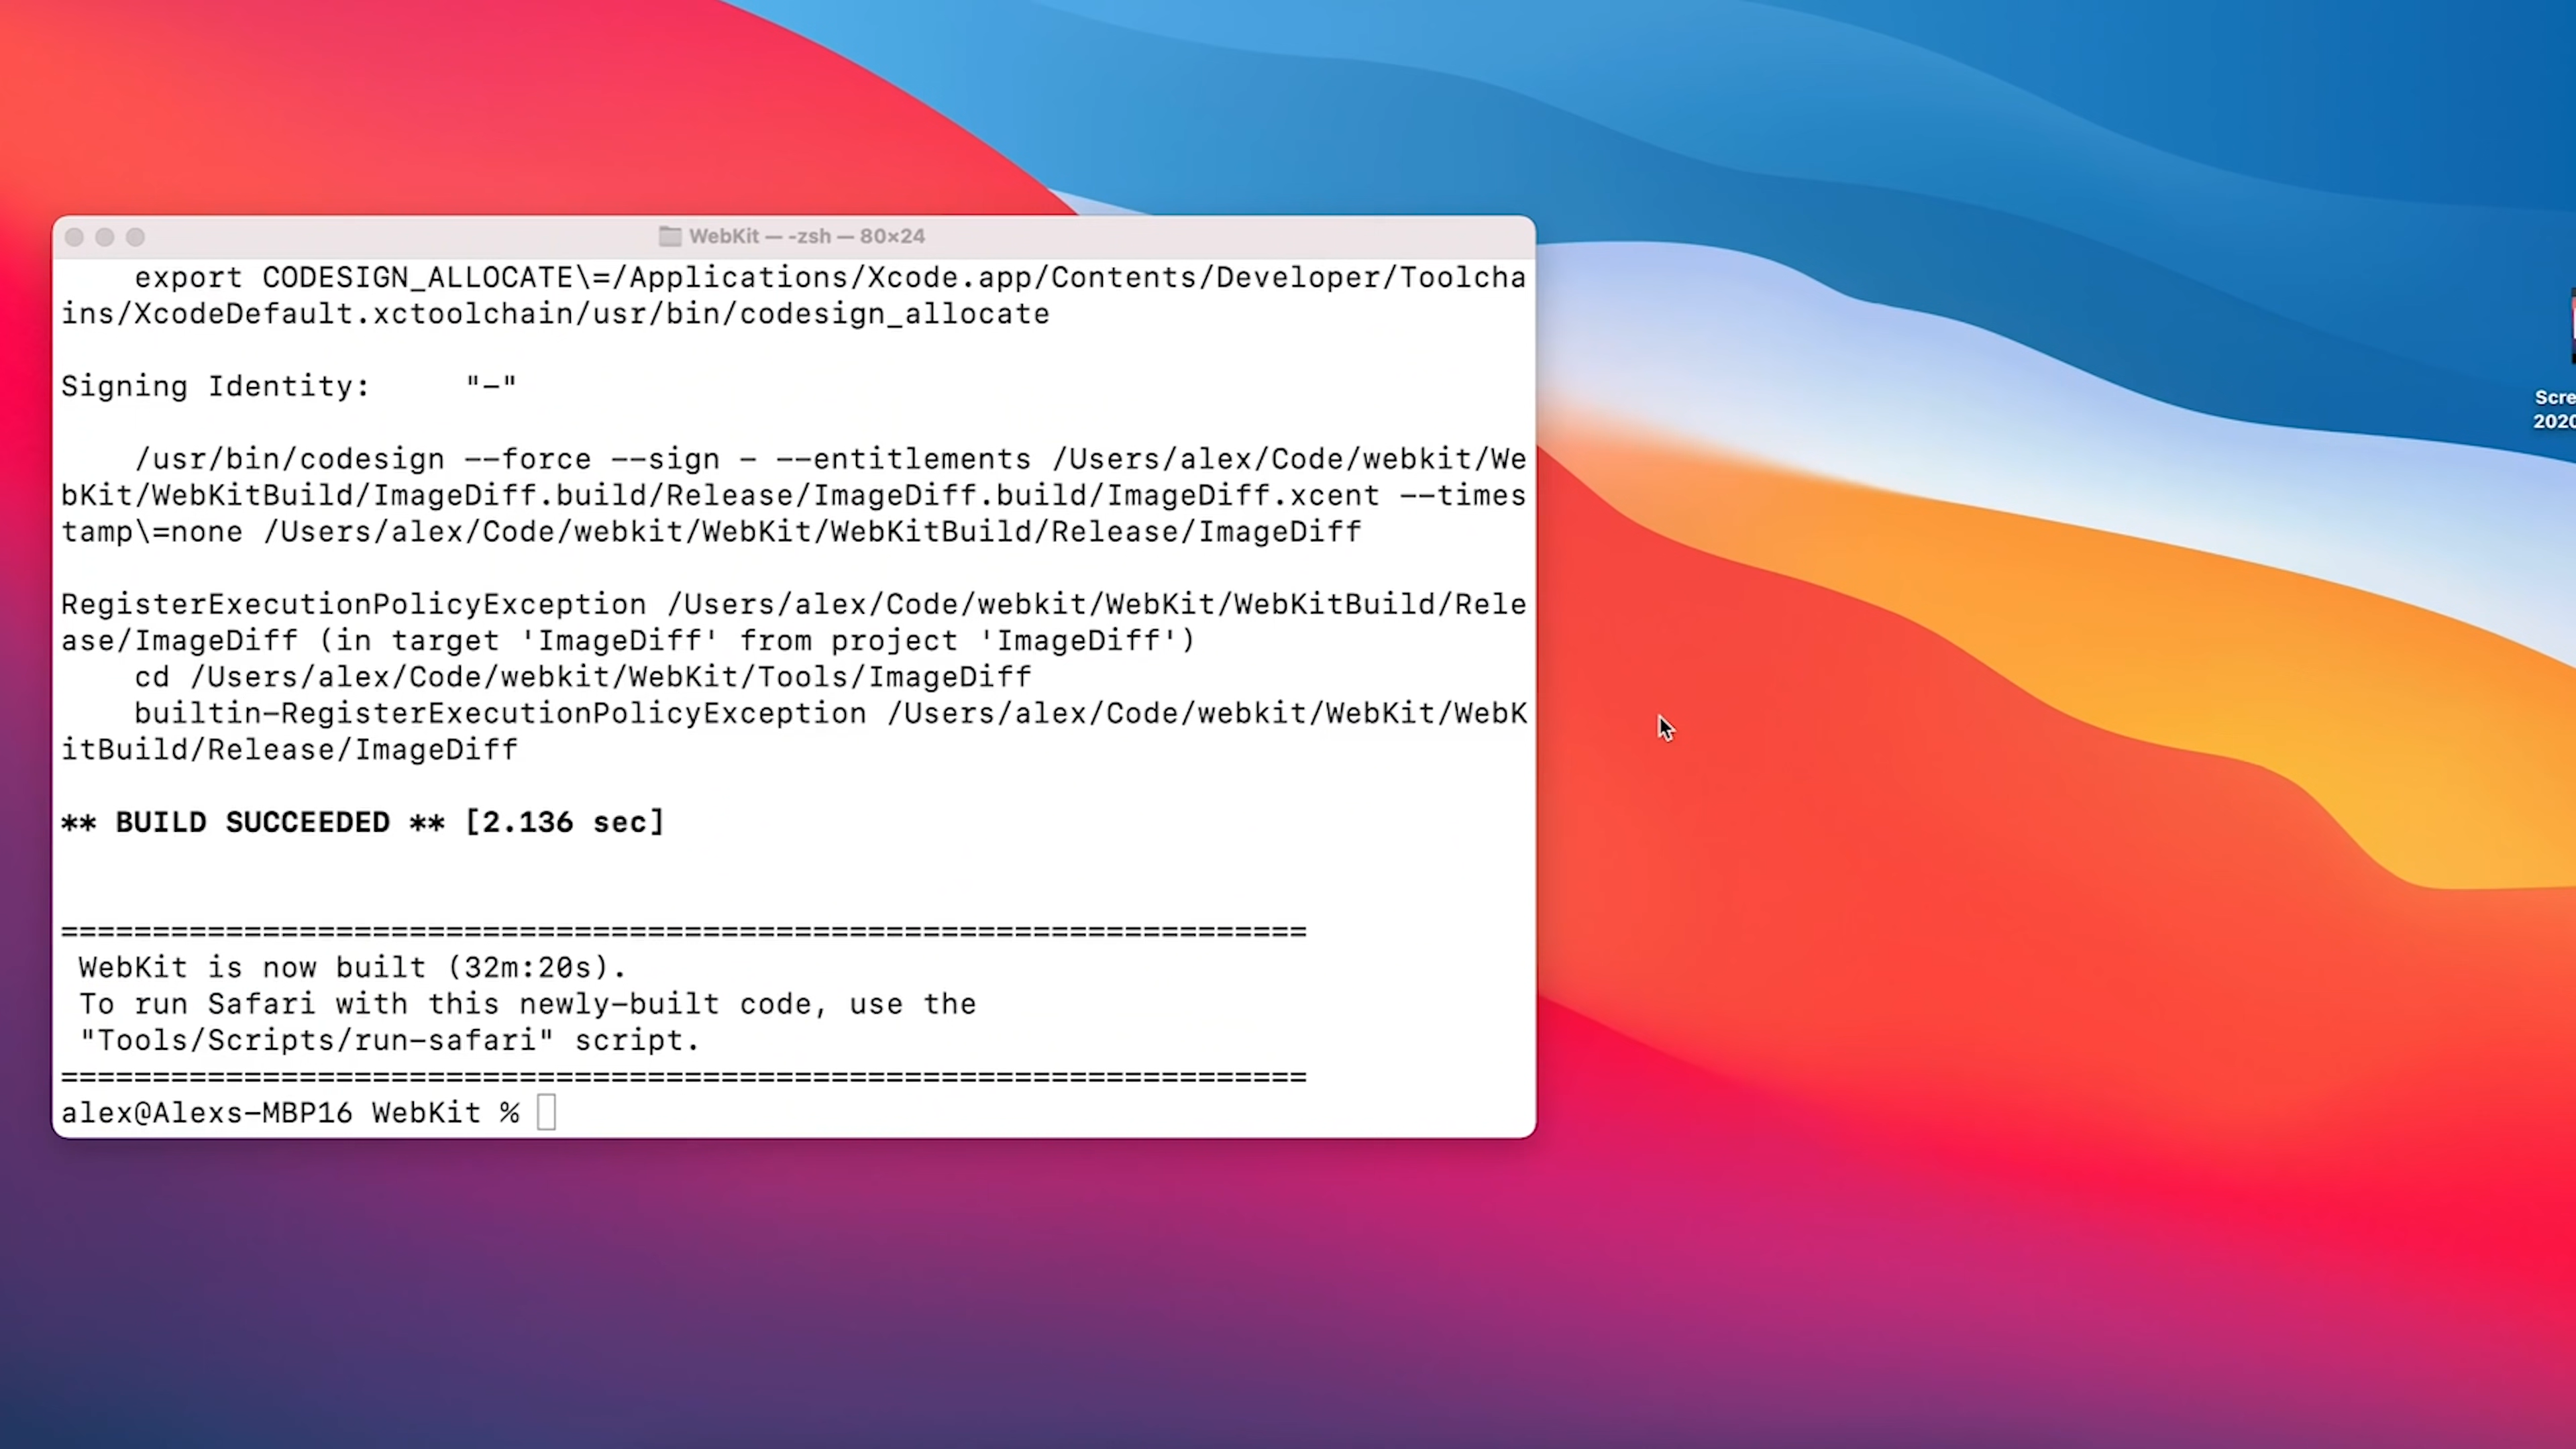 WebKit — -zsh — 80×24
export CODESIGN_ALLOCATE\=/Applications/Xcode.app/Contents/Developer/Toolcha
ins/XcodeDefault.xctoolchain/usr/bin/codesign_allocate
Signing Identity:     "-"
/usr/bin/codesign --force --sign - --entitlements /Users/alex/Code/webkit/We
bKit/WebKitBuild/ImageDiff.build/Release/ImageDiff.build/ImageDiff.xcent --times
tamp\=none /Users/alex/Code/webkit/WebKit/WebKitBuild/Release/ImageDiff
RegisterExecutionPolicyException /Users/alex/Code/webkit/WebKit/WebKitBuild/Rele
ase/ImageDiff (in target 'ImageDiff' from project 'ImageDiff')
cd /Users/alex/Code/webkit/WebKit/Tools/ImageDiff
builtin-RegisterExecutionPolicyException /Users/alex/Code/webkit/WebKit/WebK
itBuild/Release/ImageDiff
** BUILD SUCCEEDED ** [2.136 sec]
====================================================================
WebKit is now built (32m:20s).
To run Safari with this newly-built code, use the
"Tools/Scripts/run-safari" script.
====================================================================
alex@Alexs-MBP16 WebKit %
Scre
2020